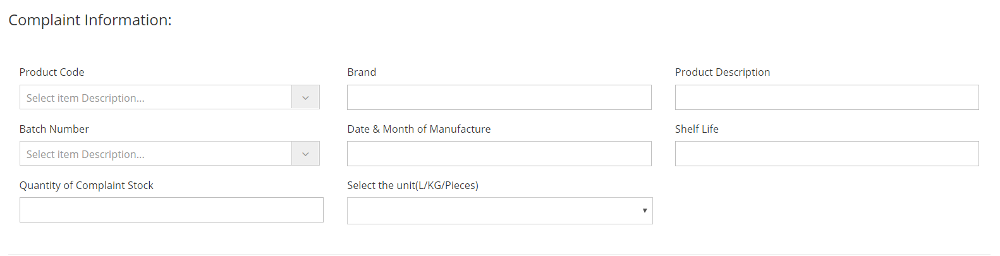 Complaint Information:
Product Code Brand Product Description
Select item Description...
Batch Number Date & Month of Manufacture Shelf Life
Select item Description...
Quantity of Complaint Stock Select the unit(L/KG/Pieces)